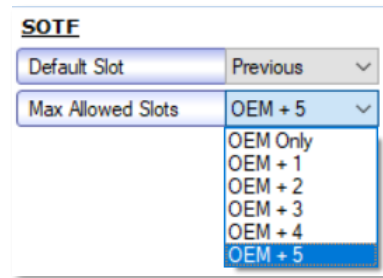 SOTF
Default Slot Previous
Max Allowed Slots OEM + 5
OEM Only
OEM + 1
OEM + 2
OEM + 3
OEM + 4
OEM + 5